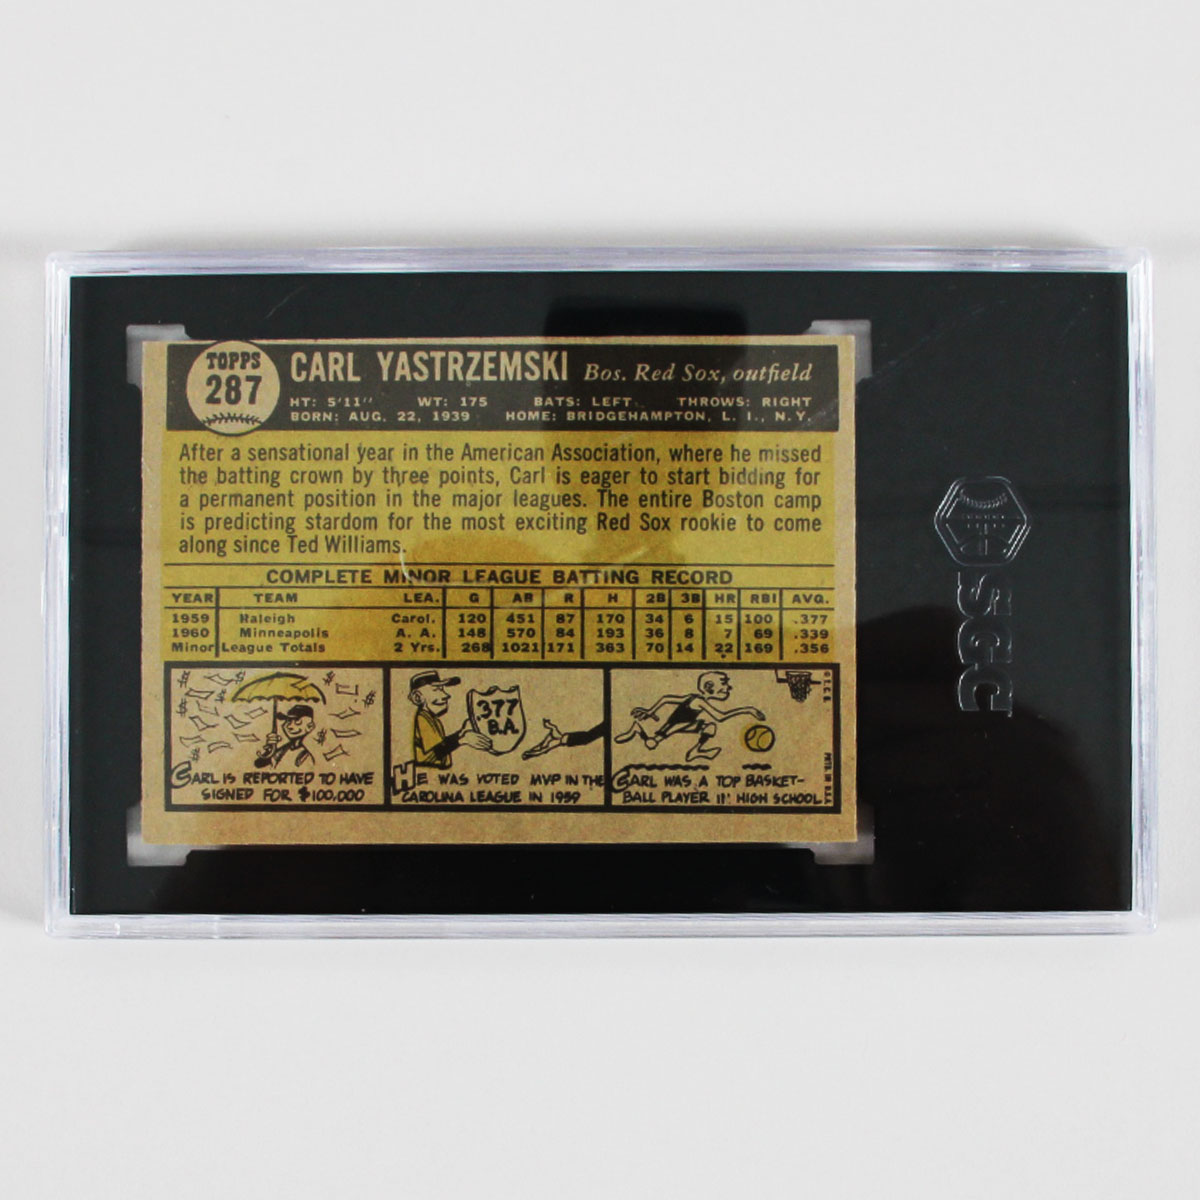 TOPPS
287
CARL YASTRZEMSKI Bos. Red Sox, outfield
HT: 5'11" WT: 175 BATS: LEFT THROWS: RIGHT
BORN: AUG. 22, 1939 HOME: BRIDGEHAMPTON, L. I., N.Y.
After a sensational year in the American Association, where he missed
the batting crown by three points, Carl is eager to start bidding for
a permanent position in the major leagues. The entire Boston camp
is predicting stardom for the most exciting Red Sox rookie to come
along since Ted Williams.
COMPLETE MINOR LEAGUE BATTING RECORD
YEAR TEAM LEA. G AB R H 2B 3B HR RBI AVG.
1959 Raleigh Carol. 120 451 87 170 34 6 15 100 .377
1960 Minneapolis A. A. 148 570 84 193 36 8 7 69 .339
Minor League Totals 2 Yrs. 268 1021 171 363 70 14 22 169 .356
CARL IS REPORTED TO HAVE
SIGNED FOR $100,000
.377
B.A.
HE WAS VOTED MVP IN THE
CAROLINA LEAGUE IN 1959
CARL WAS A TOP BASKET-
BALL PLAYER IN HIGH SCHOOL
PRTD. IN U.S.A.
SGC